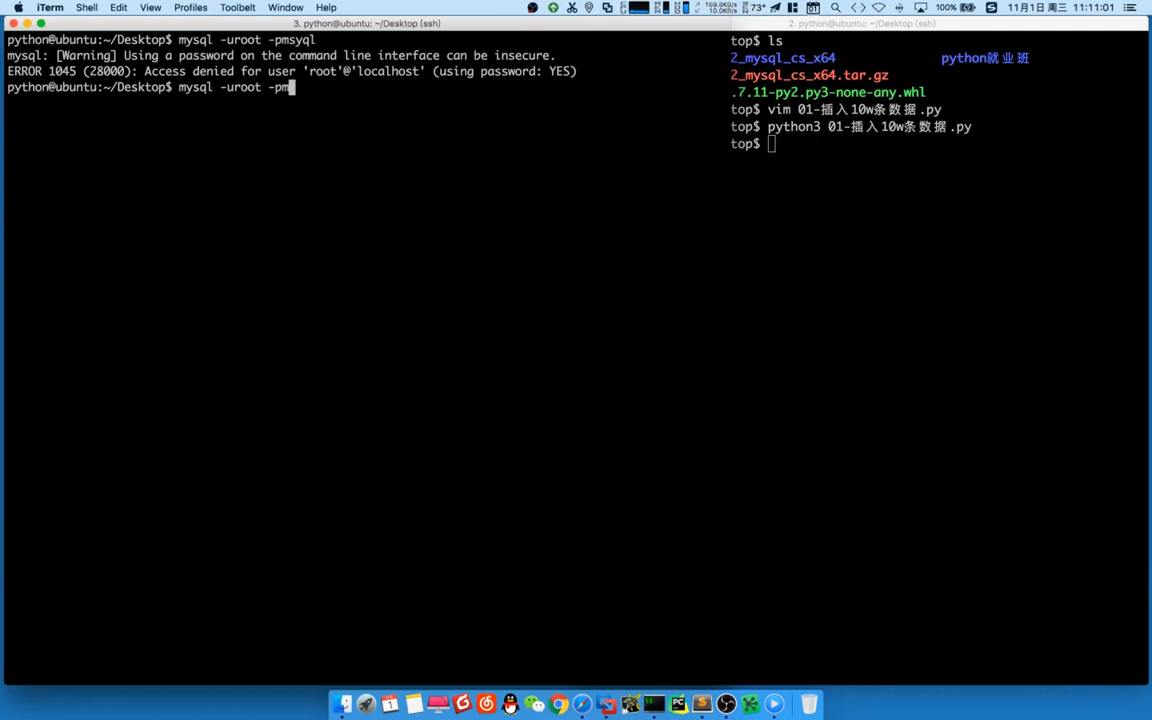 iTerm Shell Edit View Profiles Toolbelt Window Help
73° 100% 11月1日 周三 11:11:01
3. python@ubuntu: ~/Desktop (ssh)
2. python@ubuntu: ~/Desktop (ssh)
python@ubuntu:~/Desktop$ mysql -uroot -pmsyql
mysql: [Warning] Using a password on the command line interface can be insecure.
ERROR 1045 (28000): Access denied for user 'root'@'localhost' (using password: YES)
python@ubuntu:~/Desktop$ mysql -uroot -pm
top$ ls
2_mysql_cs_x64 python就业班
2_mysql_cs_x64.tar.gz
.7.11-py2.py3-none-any.whl
top$ vim 01-插入10w条数据.py
top$ python3 01-插入10w条数据.py
top$